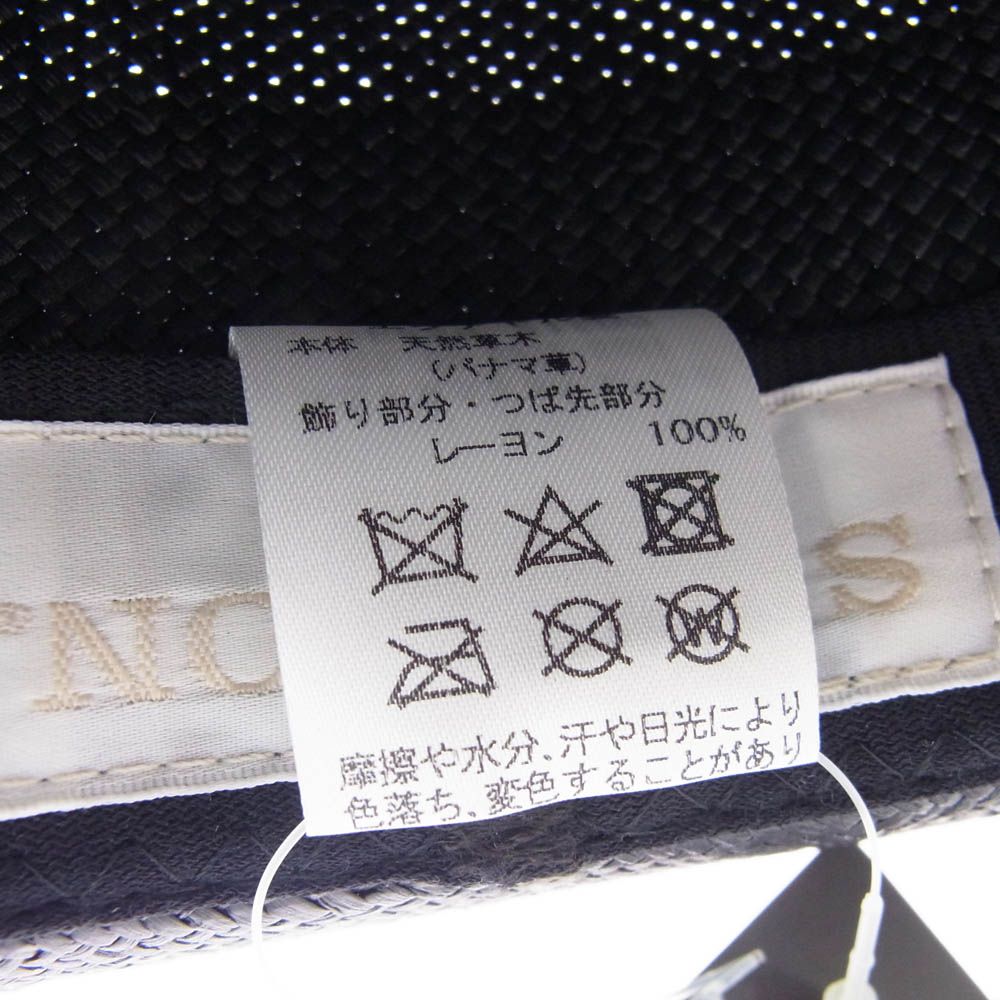 本体 天然草木
(パナマ草)
飾り部分・つば先部分
レーヨン 100%
W
摩擦や水分、汗や日光により
色落ち、変色することがあり
NO
S